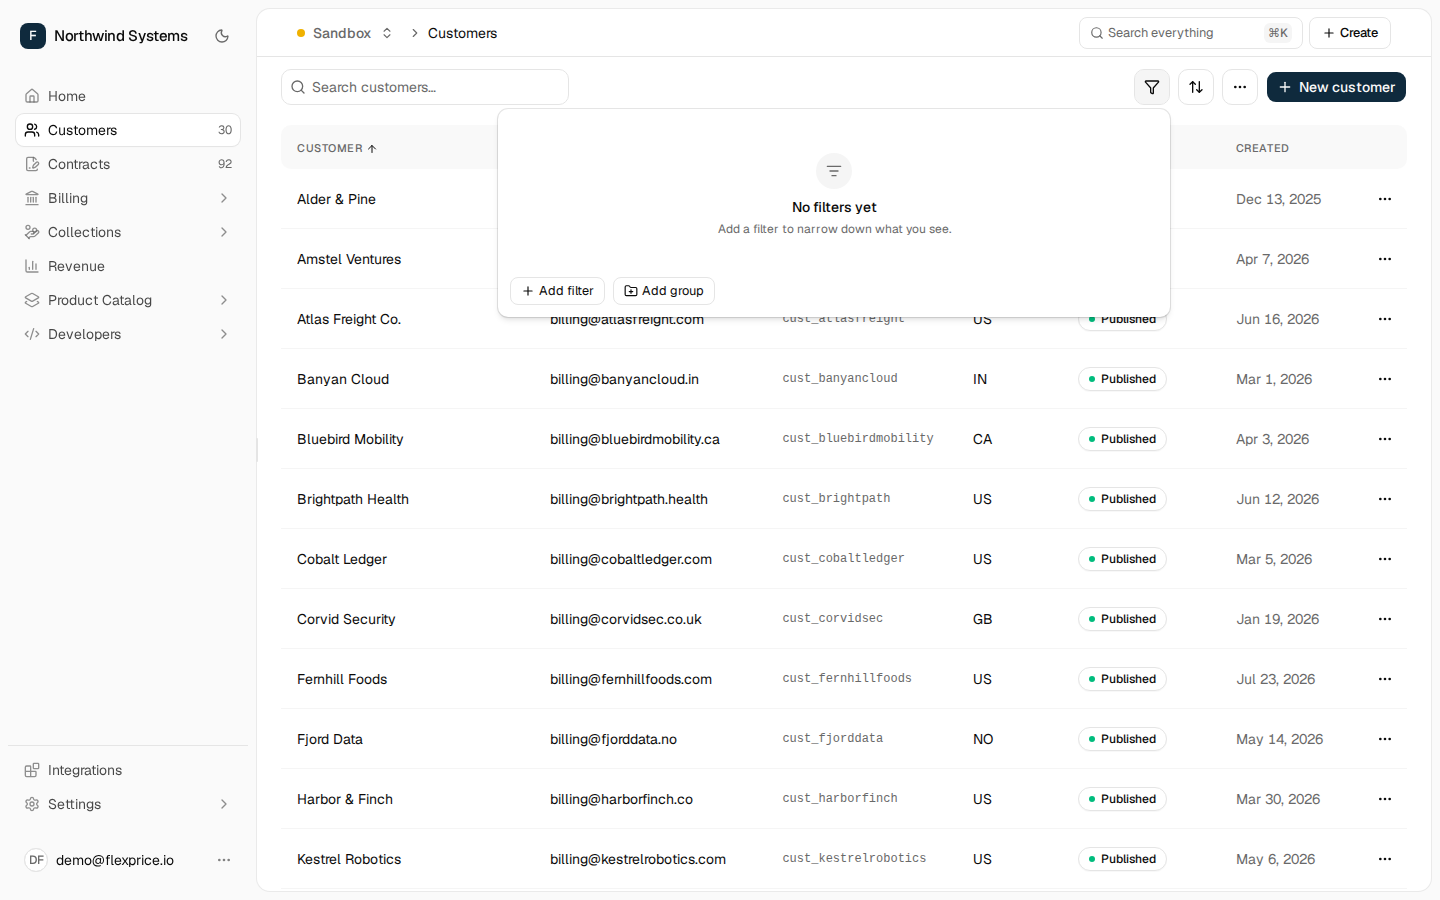 F Northwind Systems
Sandbox
Customers
Search everything
⌘K
Create
Home
Customers 30
Contracts 92
Billing
Collections
Revenue
Product Catalog
Developers
Integrations
Settings
DF demo@flexprice.io
Search customers...
New customer
CUSTOMER
CREATED
No filters yet
Add a filter to narrow down what you see.
Add filter
Add group
Alder & Pine Dec 13, 2025
Amstel Ventures Apr 7, 2026
Atlas Freight Co. billing@atlasfreight.com cust_atlasfreight US Published Jun 16, 2026
Banyan Cloud billing@banyancloud.in cust_banyancloud IN Published Mar 1, 2026
Bluebird Mobility billing@bluebirdmobility.ca cust_bluebirdmobility CA Published Apr 3, 2026
Brightpath Health billing@brightpath.health cust_brightpath US Published Jun 12, 2026
Cobalt Ledger billing@cobaltledger.com cust_cobaltledger US Published Mar 5, 2026
Corvid Security billing@corvidsec.co.uk cust_corvidsec GB Published Jan 19, 2026
Fernhill Foods billing@fernhillfoods.com cust_fernhillfoods US Published Jul 23, 2026
Fjord Data billing@fjorddata.no cust_fjorddata NO Published May 14, 2026
Harbor & Finch billing@harborfinch.co cust_harborfinch US Published Mar 30, 2026
Kestrel Robotics billing@kestrelrobotics.com cust_kestrelrobotics US Published May 6, 2026